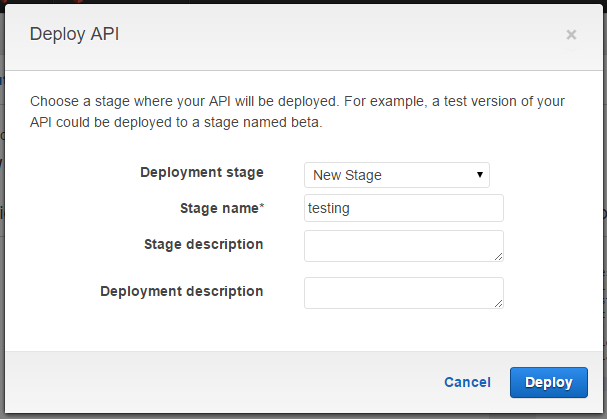 Deploy API
×
Choose a stage where your API will be deployed. For example, a test version of your
API could be deployed to a stage named beta.
Deployment stage New Stage
Stage name* testing
Stage description
Deployment description
Cancel Deploy